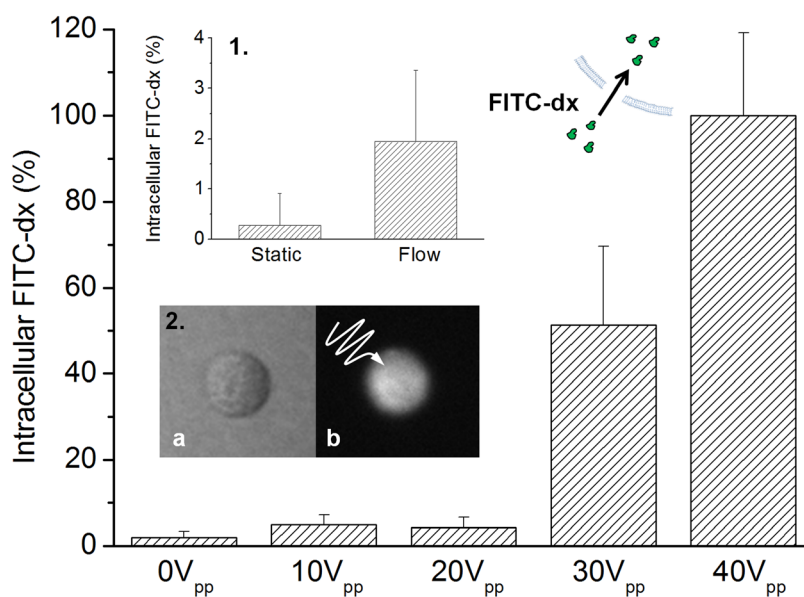 Intracellular FITC-dx (%)
120
100
80
60
40
20
0
0Vpp
10Vpp
20Vpp
30Vpp
40Vpp
1.
Intracellular FITC-dx (%)
4
3
2
1
0
Static
Flow
FITC-dx
2.
a
b